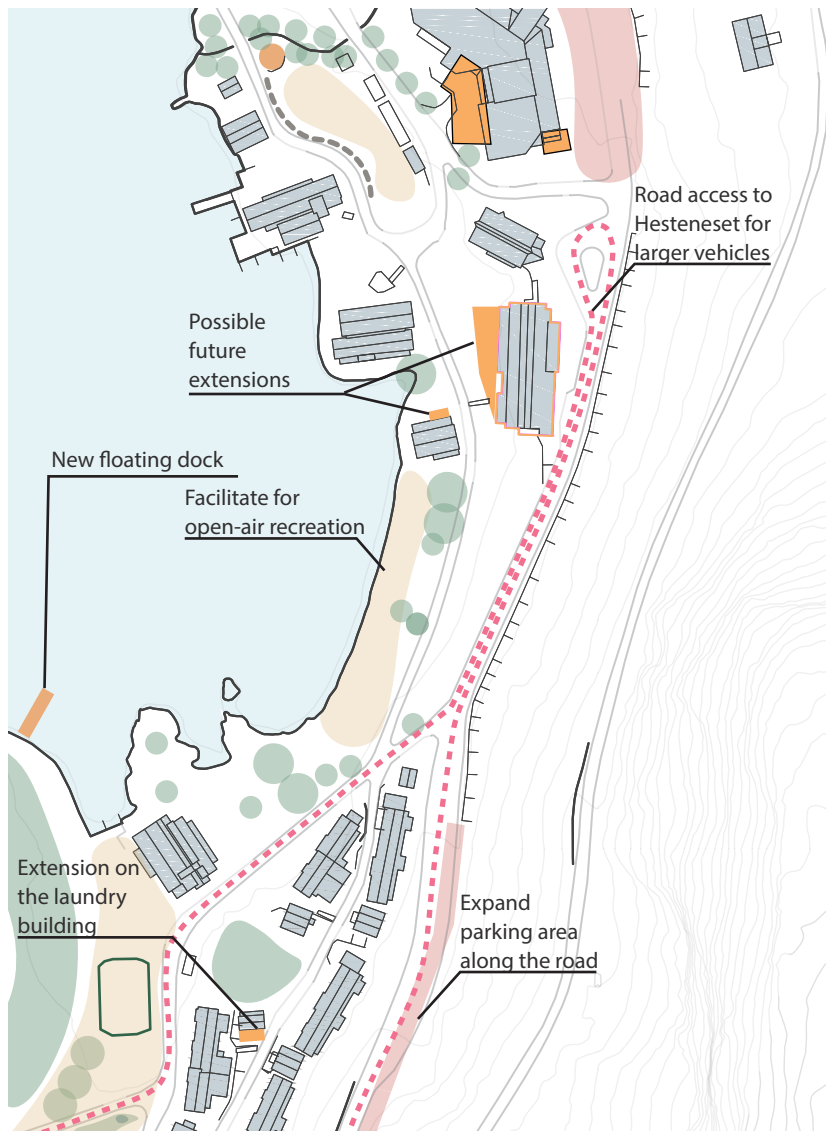 Road access to
Hesteneset for
larger vehicles
Possible
future
extensions
New floating dock
Facilitate for
open-air recreation
Extension on
the laundry
building
Expand
parking area
along the road